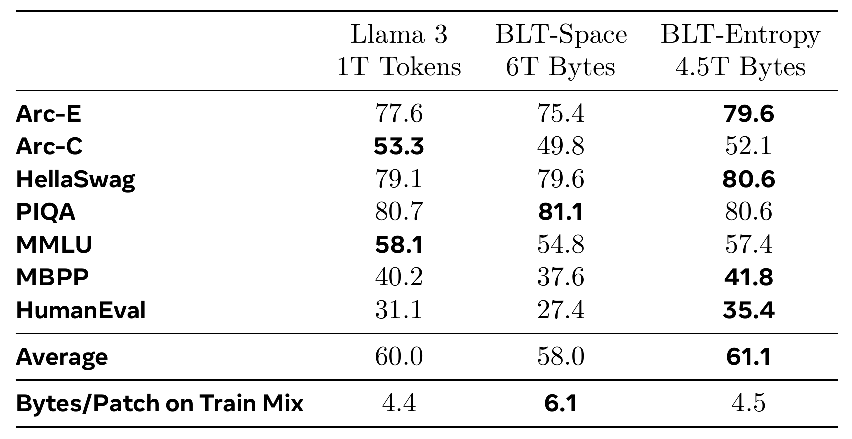 Llama 3 BLT-Space BLT-Entropy
1T Tokens 6T Bytes 4.5T Bytes
Arc-E 77.6 75.4 79.6
Arc-C 53.3 49.8 52.1
HellaSwag 79.1 79.6 80.6
PIQA 80.7 81.1 80.6
MMLU 58.1 54.8 57.4
MBPP 40.2 37.6 41.8
HumanEval 31.1 27.4 35.4
Average 60.0 58.0 61.1
Bytes/Patch on Train Mix 4.4 6.1 4.5